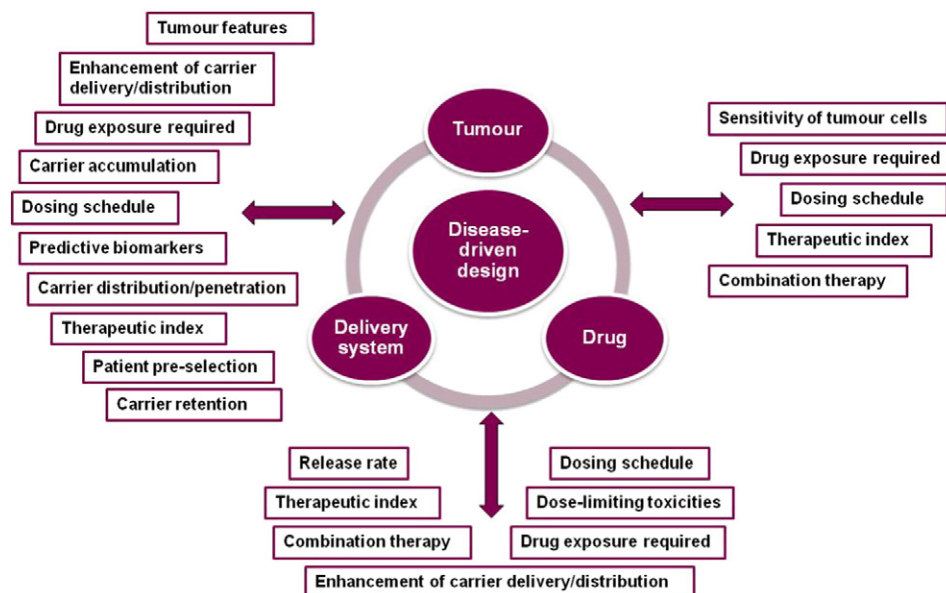 Tumour features
Enhancement of carrier
delivery/distribution
Drug exposure required
Carrier accumulation
Dosing schedule
Predictive biomarkers
Carrier distribution/penetration
Therapeutic index
Patient pre-selection
Carrier retention
Tumour
Disease-
driven
design
Delivery
system
Drug
Sensitivity of tumour cells
Drug exposure required
Dosing schedule
Therapeutic index
Combination therapy
Release rate
Therapeutic index
Combination therapy
Dosing schedule
Dose-limiting toxicities
Drug exposure required
Enhancement of carrier delivery/distribution